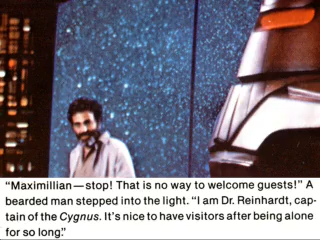 “Maximillian—stop! That is no way to welcome guests!” A
bearded man stepped into the light. “I am Dr. Reinhardt, cap-
tain of the Cygnus. It’s nice to have visitors after being alone
for so long.”